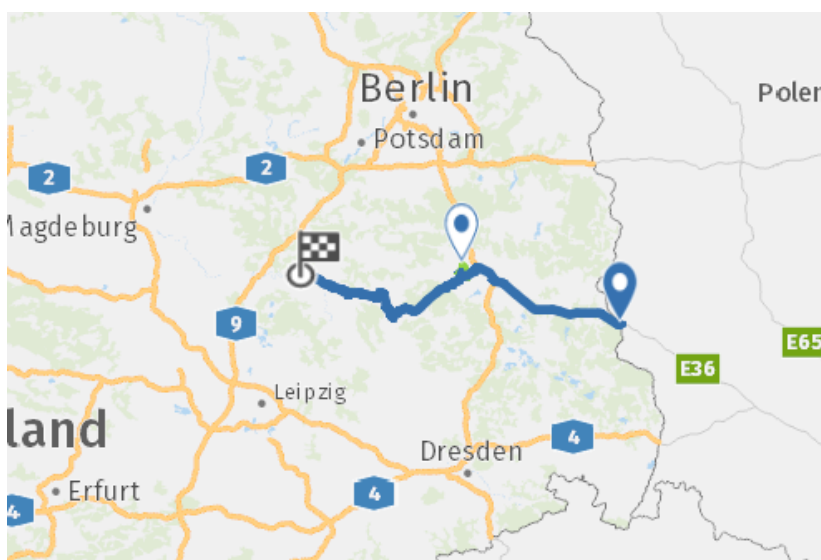 Berlin
Polen
Potsdam
2
2
Magdeburg
9
E65
E36
Leipzig
land
Dresden
4
Erfurt
4
4